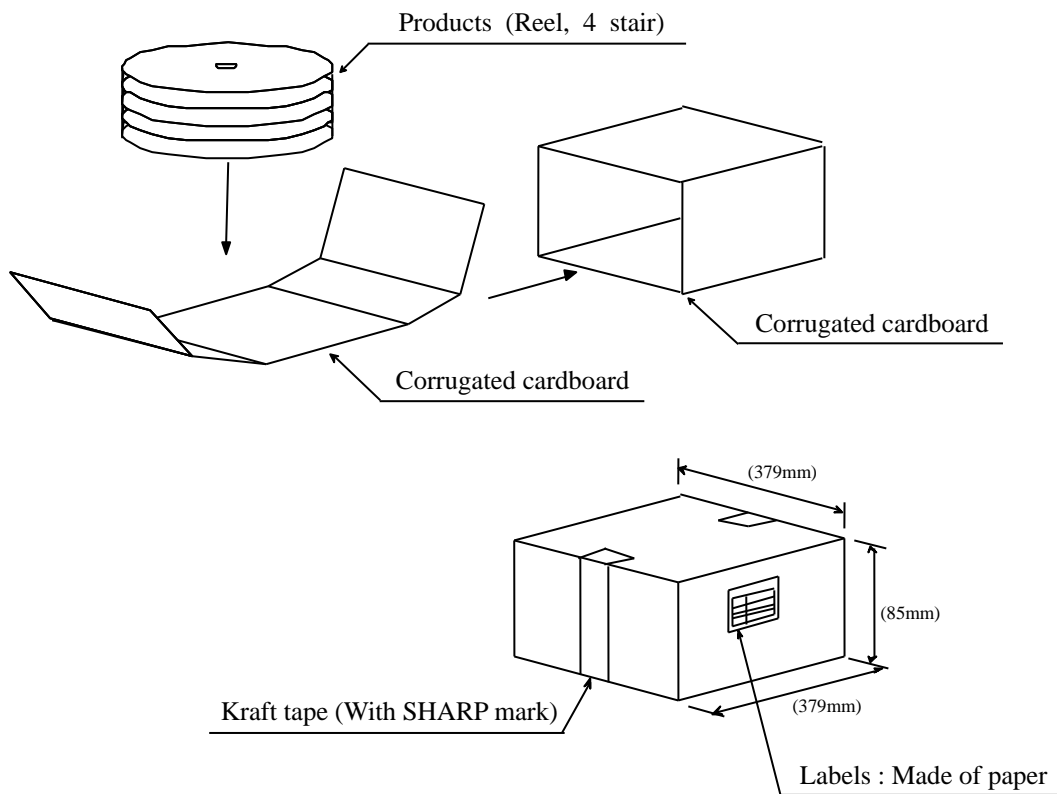 Products (Reel, 4 stair)
Corrugated cardboard
Corrugated cardboard
(379mm)
(85mm)
(379mm)
Kraft tape (With SHARP mark)
Labels : Made of paper